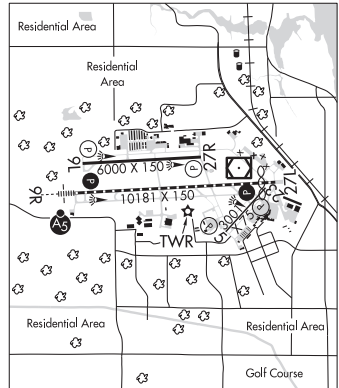 Residential Area
Residential
Area
P
9L
6000 X 150
27R
P
P
9R
10181 X 150
P
27L
A5
TWR
Residential Area
Residential Area
Golf Course